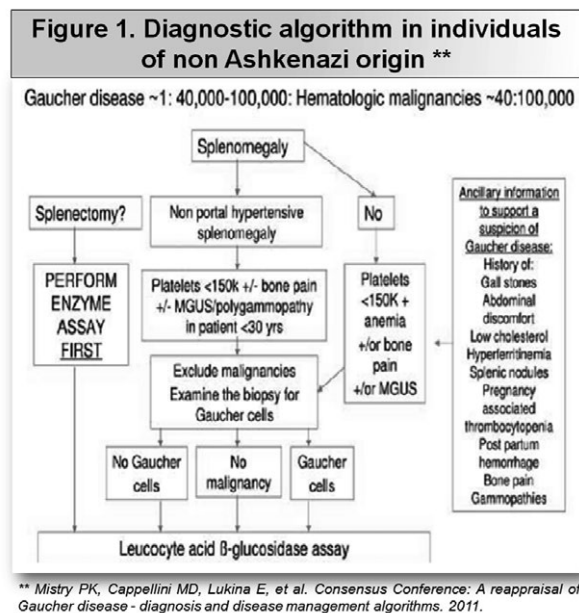 Figure 1. Diagnostic algorithm in individuals
of non Ashkenazi origin **
Gaucher disease ~1: 40,000-100,000: Hematologic malignancies ~40:100,000
Splenomegaly
Splenectomy?
Non portal hypertensive
splenomegaly
No
PERFORM
ENZYME
ASSAY
FIRST
Platelets <150k +/- bone pain
+/- MGUS/polygammopathy
in patient <30 yrs
Platelets
<150K +
anemia
+/or bone
pain
+/or MGUS
Exclude malignancies
Examine the biopsy for
Gaucher cells
No Gaucher
cells
No
malignancy
Gaucher
cells
Leucocyte acid ß-glucosidase assay
Ancillary information
to support a
suspicion of
Gaucher disease:
History of:
Gall stones
Abdominal
discomfort
Low cholesterol
Hyperferritinemia
Splenic nodules
Pregnancy
associated
thrombocytopenia
Post partum
hemorrhage
Bone pain
Gammopathies
** Mistry PK, Cappellini MD, Lukina E, et al. Consensus Conference: A reappraisal of
Gaucher disease - diagnosis and disease management algorithms. 2011.